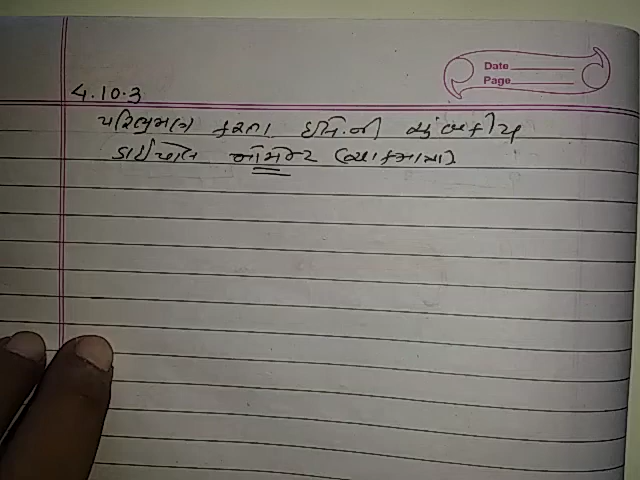 Date
Page
4.10.3
પરિભ્રમણ કરતા ઇલે.ની ચુંબકીય
ડાઈપોલ મોમેન્ટ (ચાકમાત્રા)